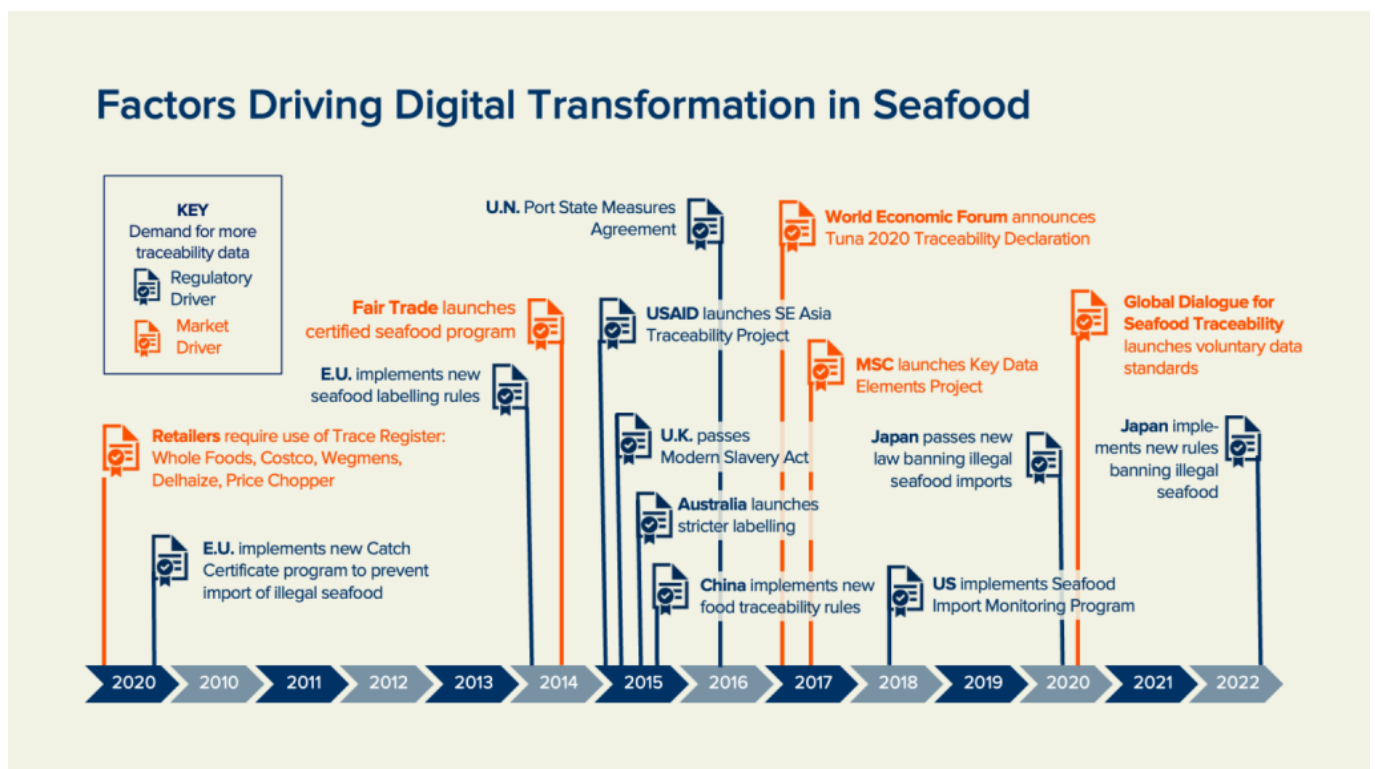 Factors Driving Digital Transformation in Seafood
KEY
Demand for more
traceability data
Regulatory
Driver
Market
Driver
U.N. Port State Measures
Agreement
World Economic Forum announces
Tuna 2020 Traceability Declaration
Fair Trade launches
certified seafood program
USAID launches SE Asia
Traceability Project
Global Dialogue for
Seafood Traceability
launches voluntary data
standards
E.U. implements new
seafood labelling rules
MSC launches Key Data
Elements Project
Retailers require use of Trace Register:
Whole Foods, Costco, Wegmens,
Delhaize, Price Chopper
U.K. passes
Modern Slavery Act
Japan passes new
law banning illegal
seafood imports
Japan imple-
ments new rules
banning illegal
seafood
Australia launches
stricter labelling
E.U. implements new Catch
Certificate program to prevent
import of illegal seafood
China implements new
food traceability rules
US implements Seafood
Import Monitoring Program
2020 2010 2011 2012 2013 2014 2015 2016 2017 2018 2019 2020 2021 2022